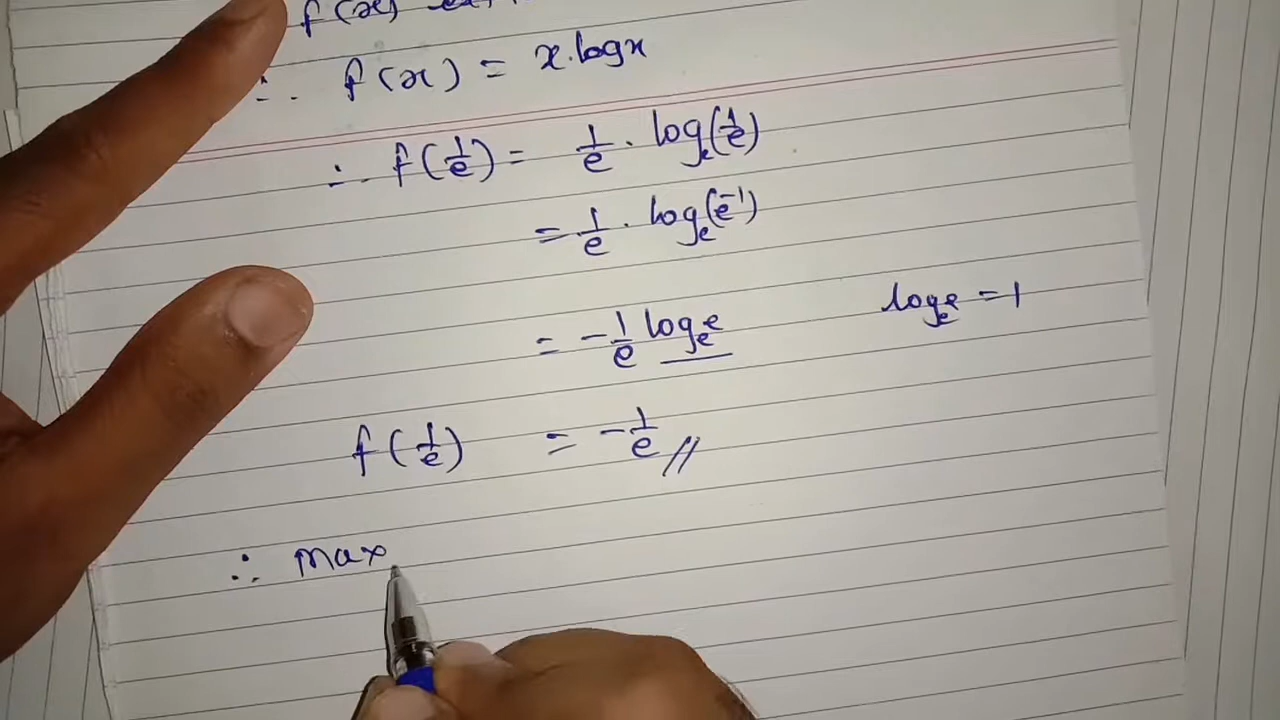 f(x)
∴ f(x) = x.logx
∴ f(1/e) = 1/e . logₑ(1/e)
= 1/e . logₑ(e⁻¹)
= -1/e logₑe logₑe = 1
f(1/e) = -1/e //
∴ max